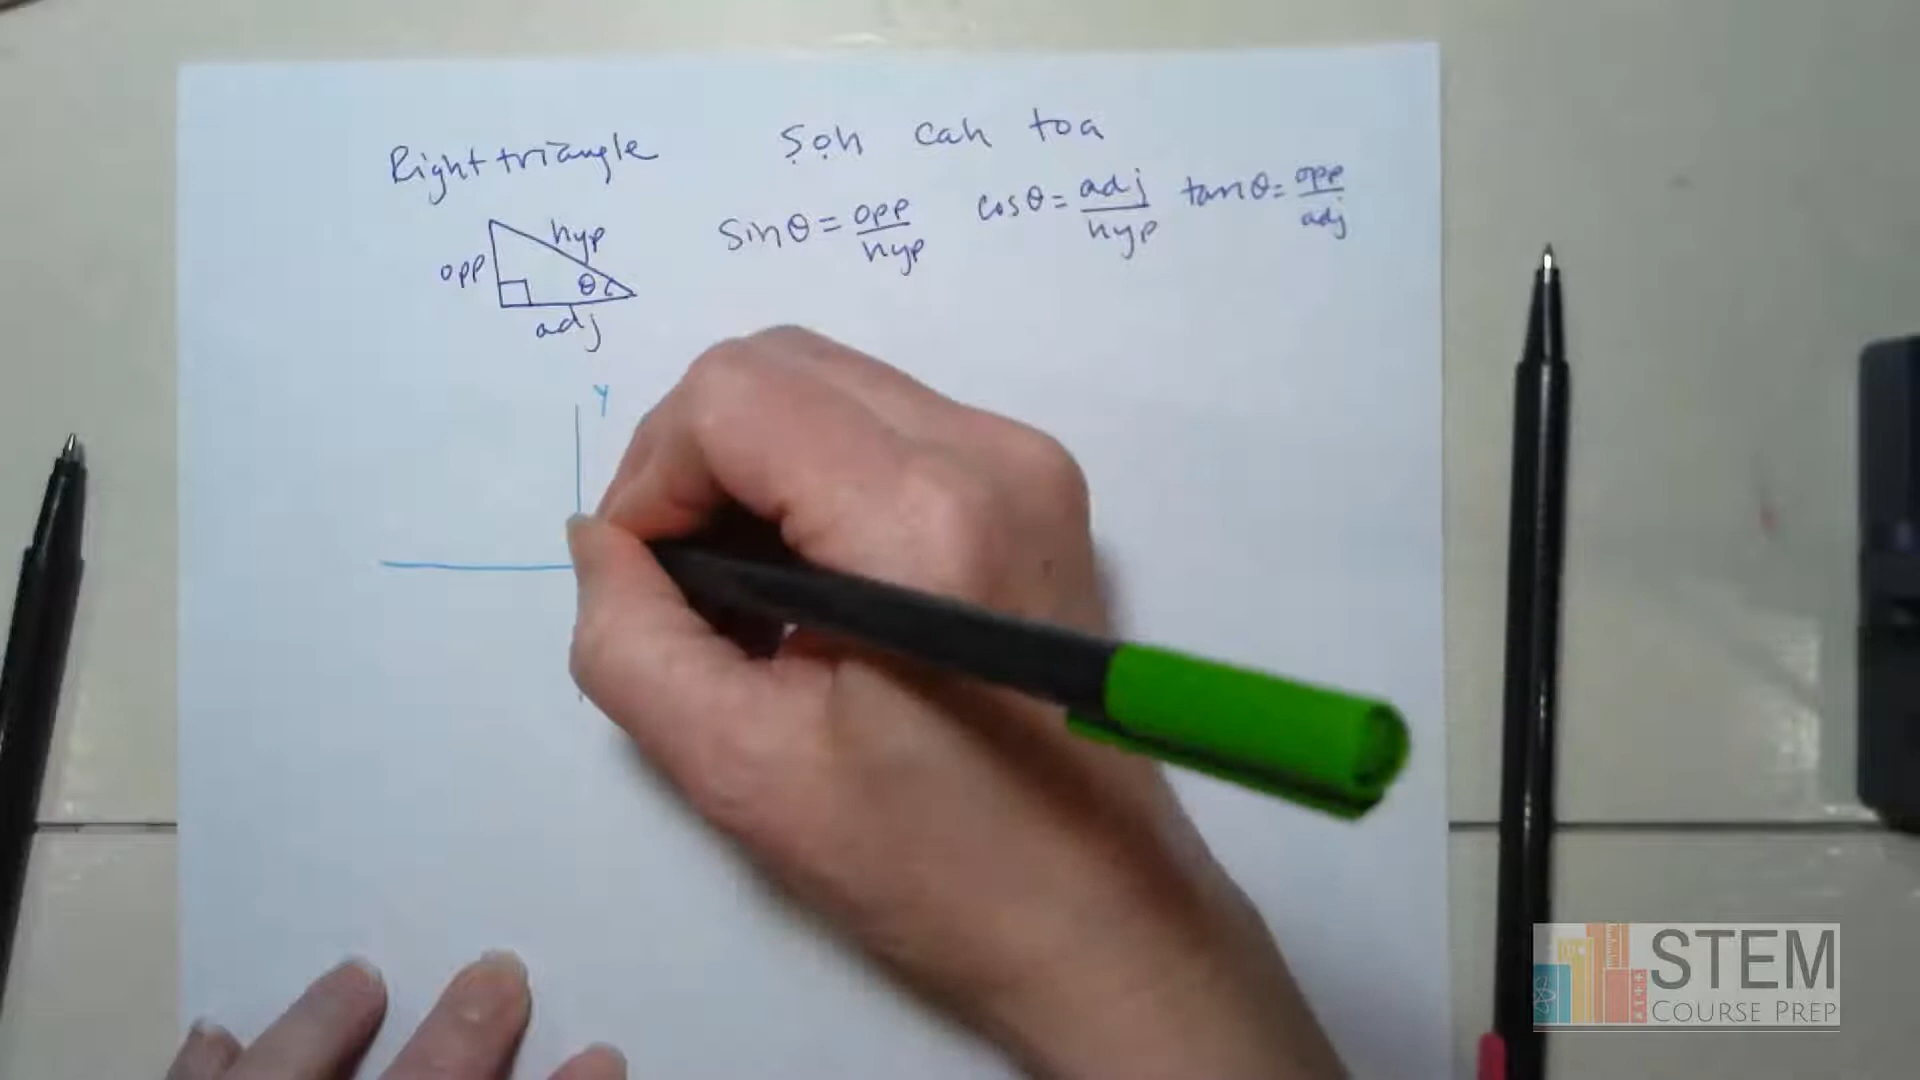 Right triangle
soh cah toa
sinθ = opp/hyp cosθ = adj/hyp tanθ = opp/adj
hyp
opp
θ
adj
Y
STEM
COURSE PREP